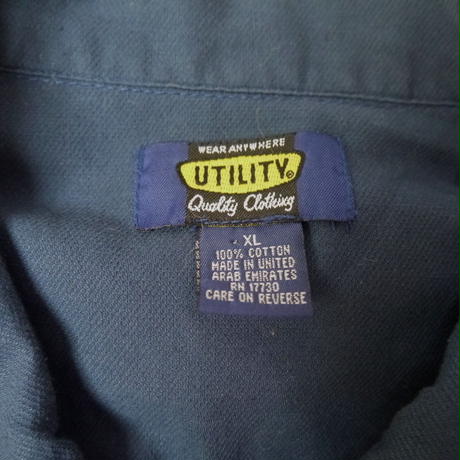 WEAR ANYWHERE
UTILITY®
Quality Clothing
XL
100% COTTON
MADE IN UNITED
ARAB EMIRATES
RN 17730
CARE ON REVERSE